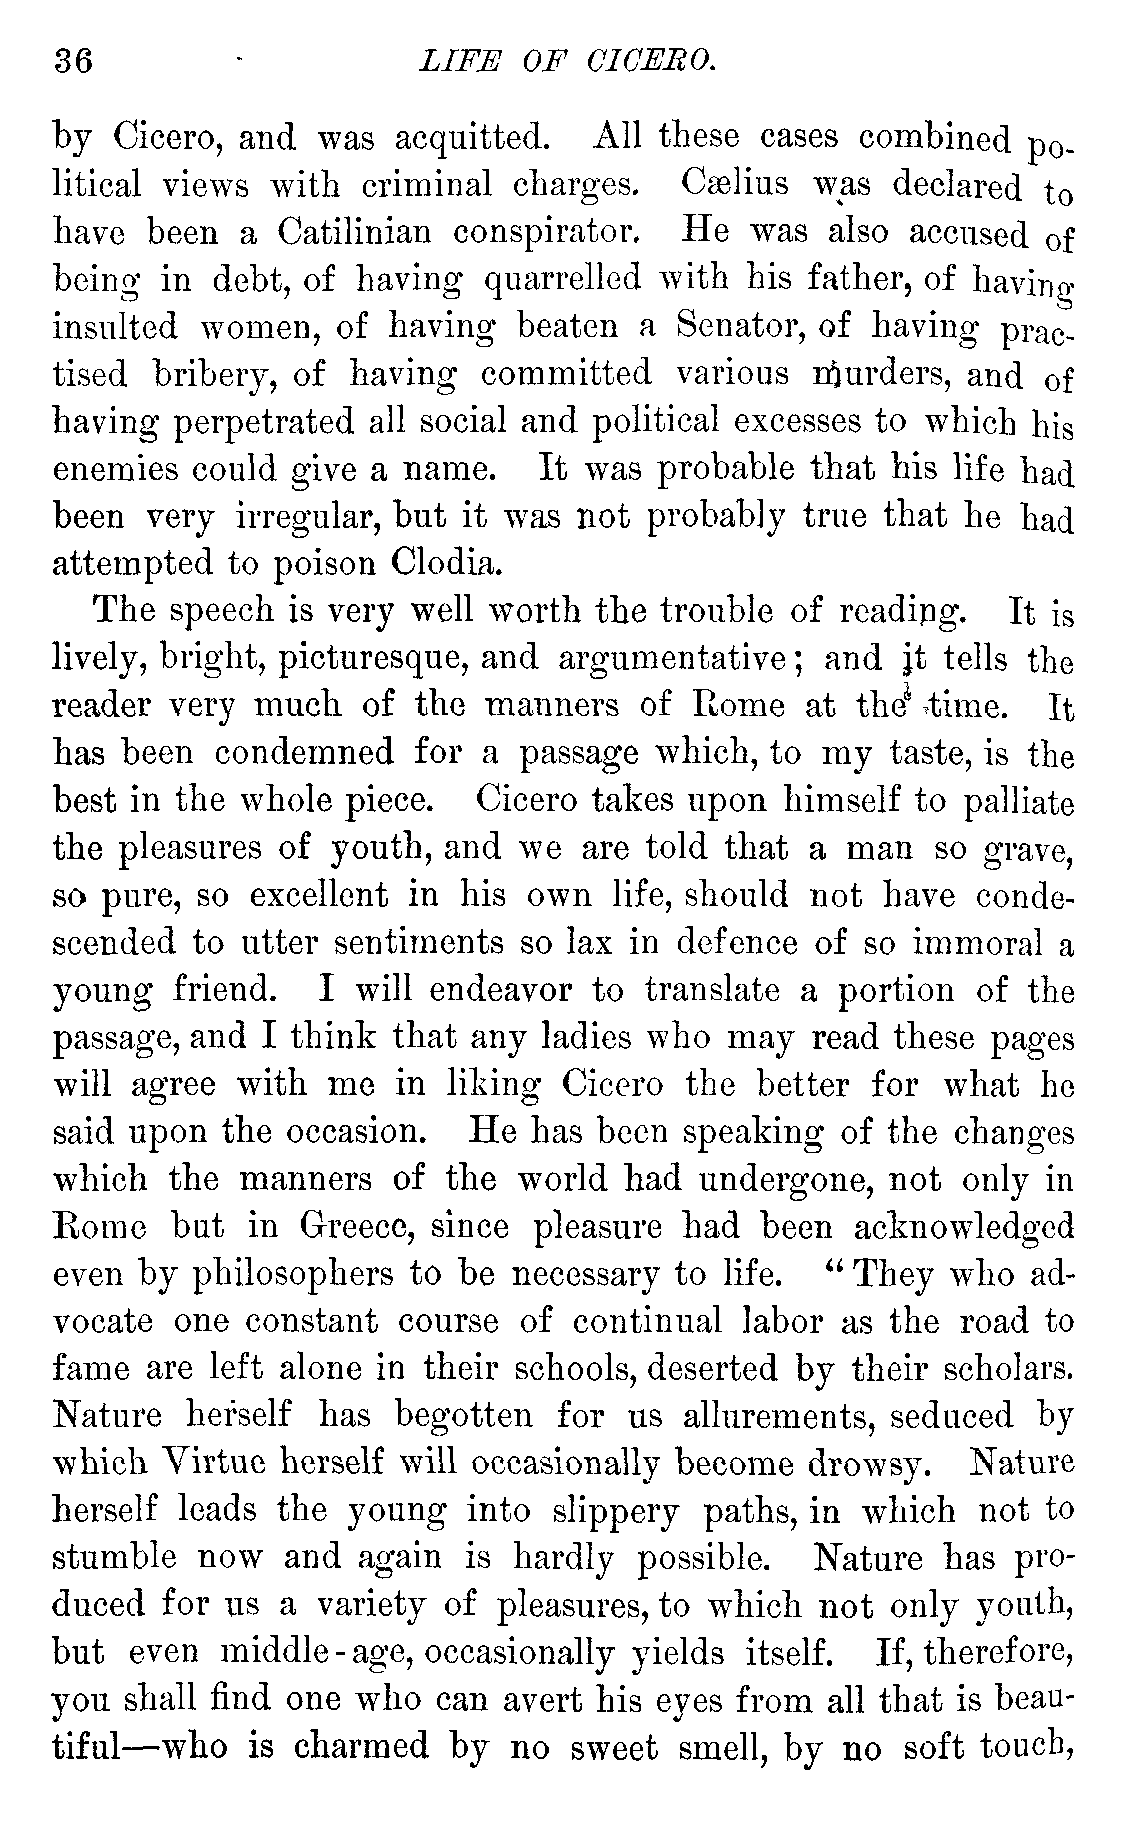 36 LIFE OF CICERO.
by Cicero, and was acquitted. All these cases combined po-
litical views with criminal charges. Cælius was declared to
have been a Catilinian conspirator. He was also accused of
being in debt, of having quarrelled with his father, of having
insulted women, of having beaten a Senator, of having prac-
tised bribery, of having committed various murders, and of
having perpetrated all social and political excesses to which his
enemies could give a name. It was probable that his life had
been very irregular, but it was not probably true that he had
attempted to poison Clodia.
The speech is very well worth the trouble of reading. It is
lively, bright, picturesque, and argumentative; and it tells the
reader very much of the manners of Rome at the time. It
has been condemned for a passage which, to my taste, is the
best in the whole piece. Cicero takes upon himself to palliate
the pleasures of youth, and we are told that a man so grave,
so pure, so excellent in his own life, should not have conde-
scended to utter sentiments so lax in defence of so immoral a
young friend. I will endeavor to translate a portion of the
passage, and I think that any ladies who may read these pages
will agree with me in liking Cicero the better for what he
said upon the occasion. He has been speaking of the changes
which the manners of the world had undergone, not only in
Rome but in Greece, since pleasure had been acknowledged
even by philosophers to be necessary to life. "They who ad-
vocate one constant course of continual labor as the road to
fame are left alone in their schools, deserted by their scholars.
Nature herself has begotten for us allurements, seduced by
which Virtue herself will occasionally become drowsy. Nature
herself leads the young into slippery paths, in which not to
stumble now and again is hardly possible. Nature has pro-
duced for us a variety of pleasures, to which not only youth,
but even middle-age, occasionally yields itself. If, therefore,
you shall find one who can avert his eyes from all that is beau-
tiful—who is charmed by no sweet smell, by no soft touch,